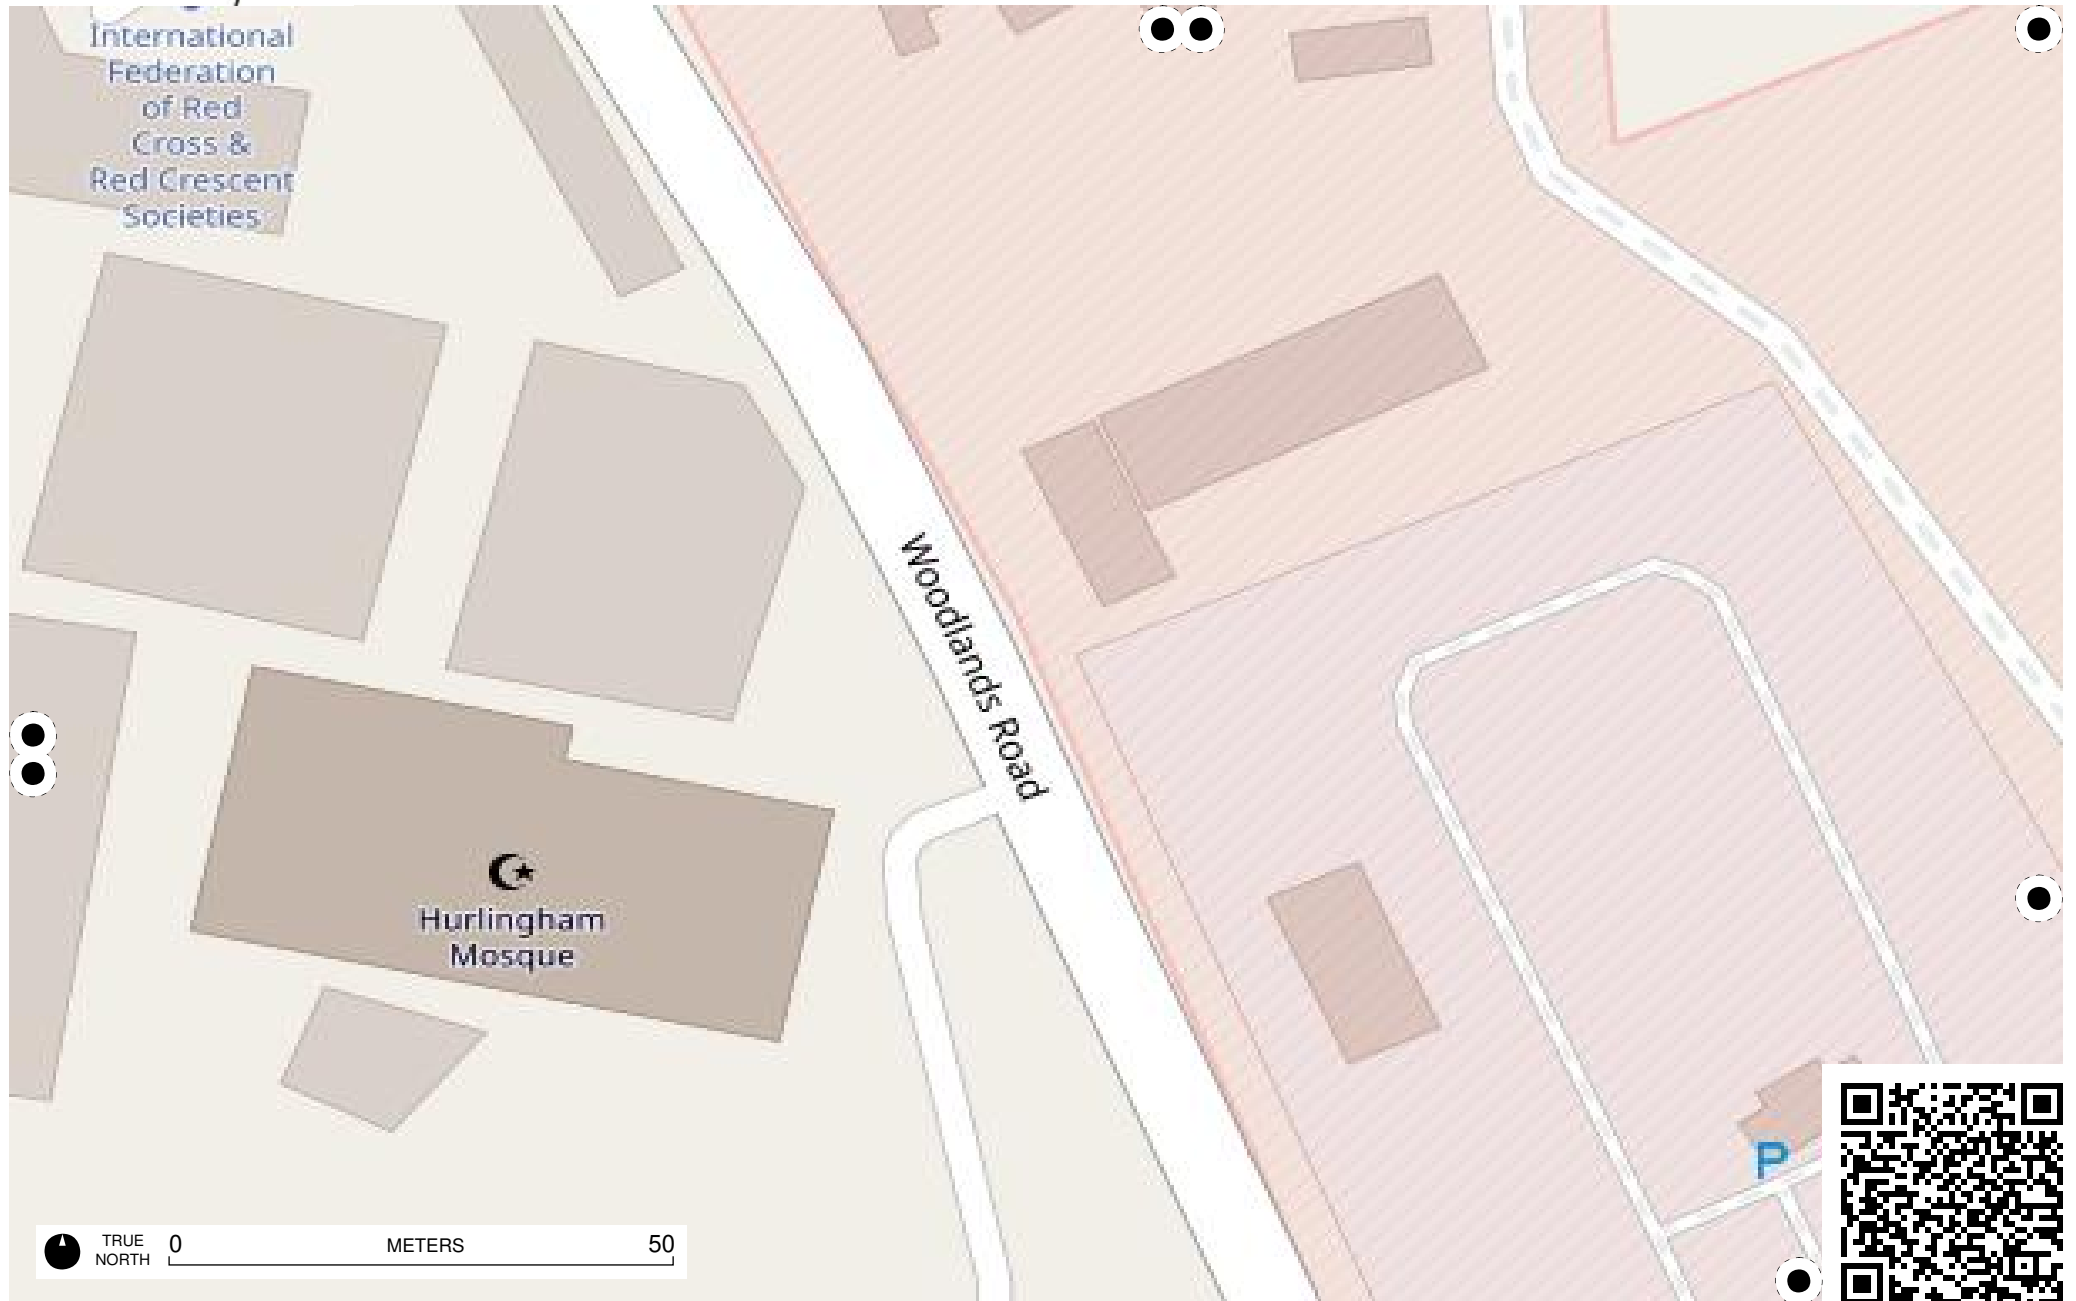 International
Federation
of Red
Cross &
Red Crescent
Societies
Woodlands Road
Hurlingham
Mosque
P
TRUE
NORTH
0
METERS
50